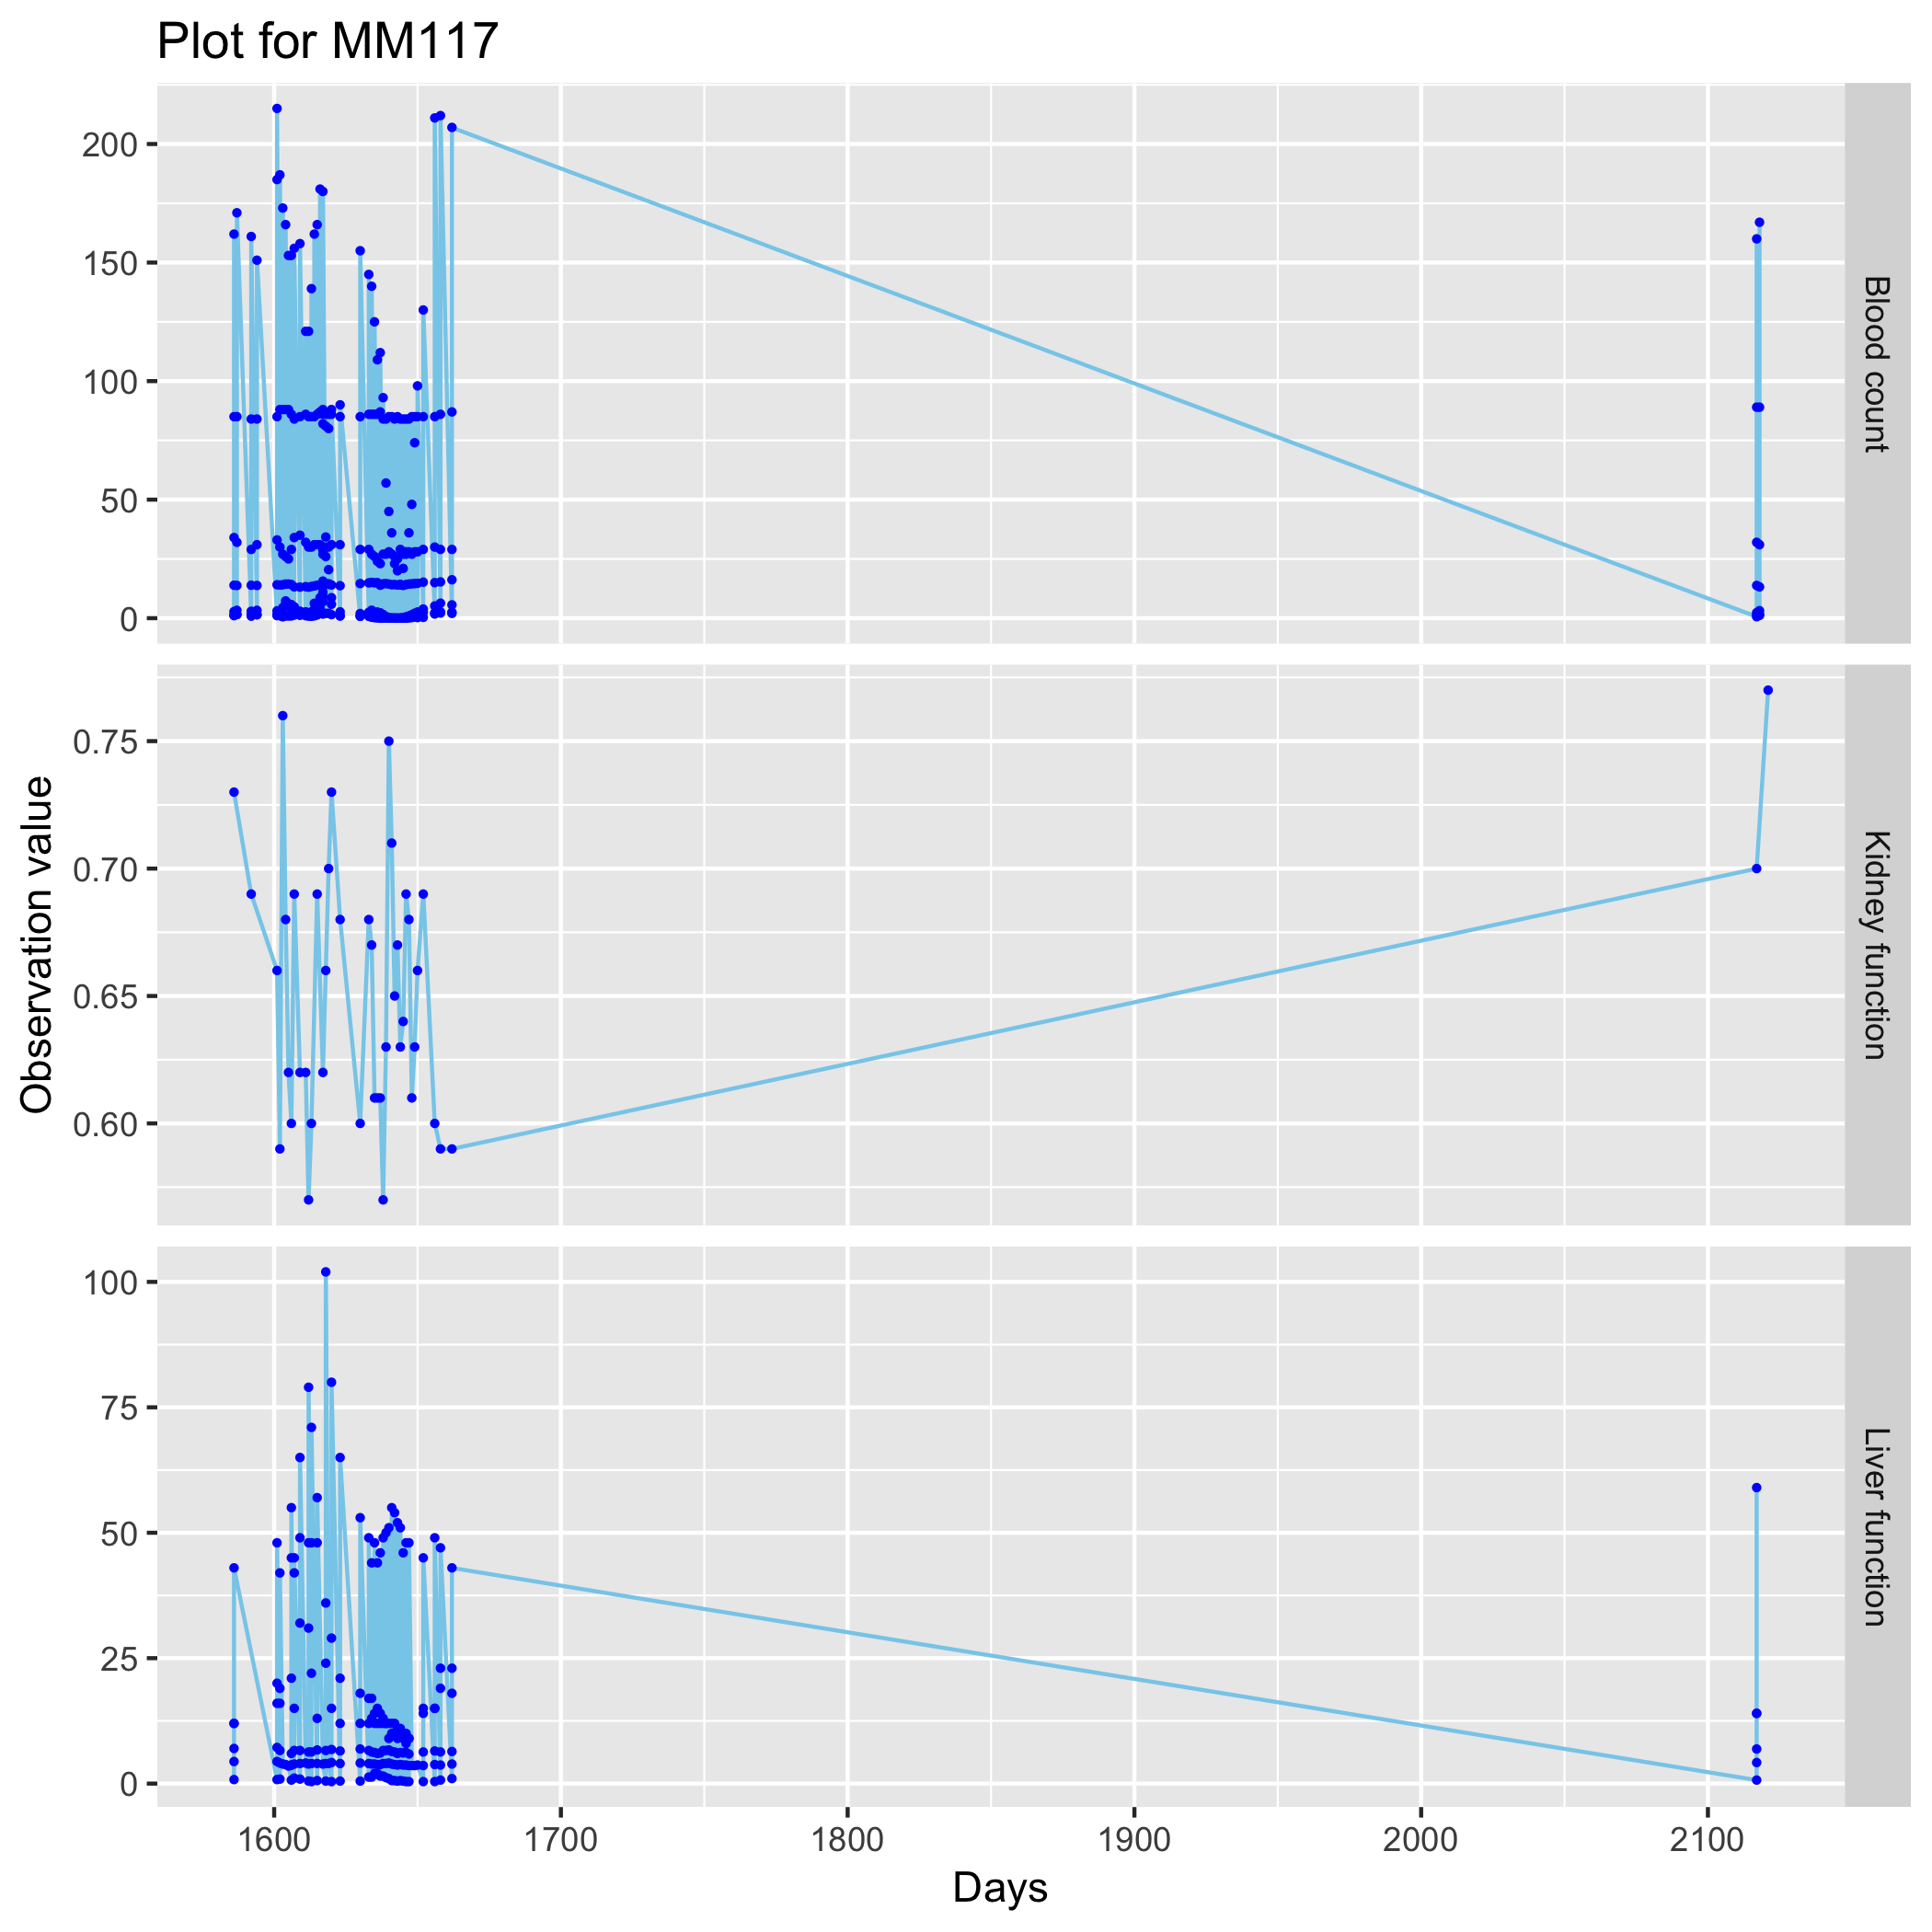 Plot for MM117
200
150
100
50
0
Blood count
0.75
0.70
0.65
0.60
Kidney function
Observation value
100
75
50
25
0
Liver function
1600 1700 1800 1900 2000 2100
Days